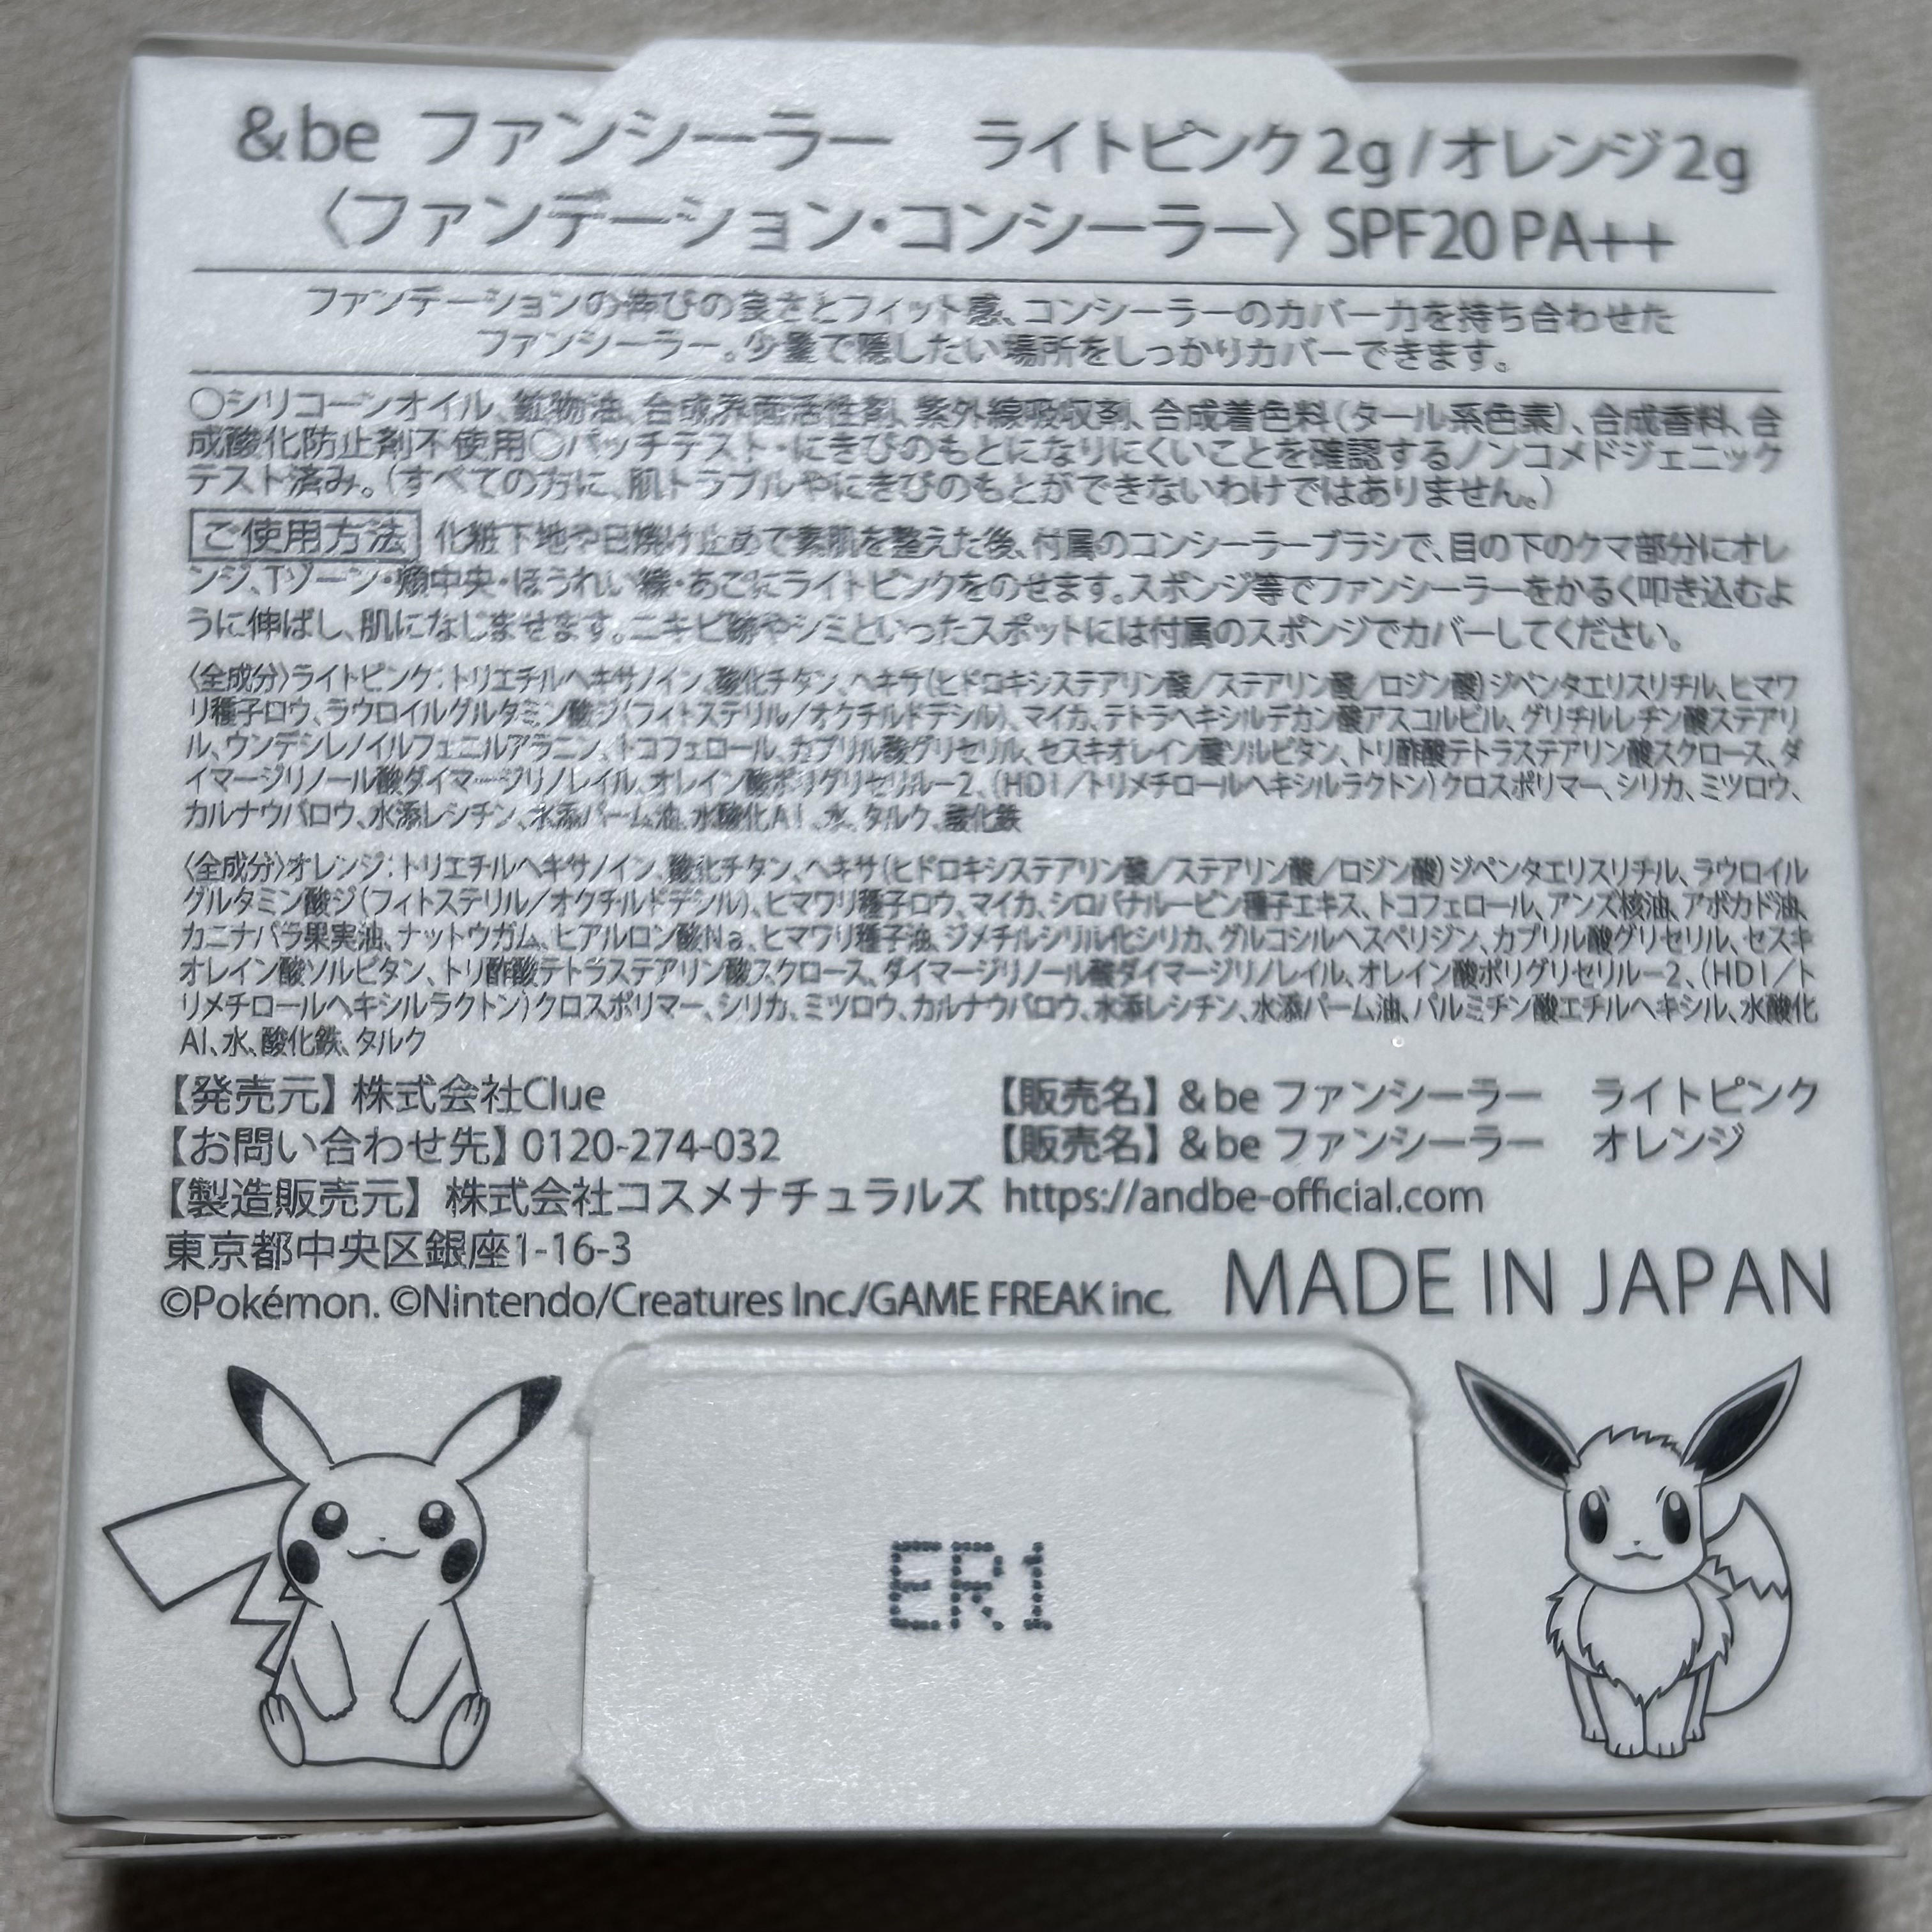 &be ファンシーラー　ライトピンク2g/オレンジ2g
〈ファンデーション・コンシーラー〉SPF20 PA++
ファンデーションの伸びの良さとフィット感、コンシーラーのカバー力を持ち合わせた
ファンシーラー。少量で隠したい場所をしっかりカバーできます。
○シリコーンオイル、鉱物油、合成界面活性剤、紫外線吸収剤、合成着色料(タール系色素)、合成香料、合
成酸化防止剤不使用○パッチテスト・にきびのもとになりにくいことを確認するノンコメドジェニック
テスト済み。(すべての方に、肌トラブルやにきびのもとができないわけではありません。)
ご使用方法 化粧下地や日焼け止めで素肌を整えた後、付属のコンシーラーブラシで、目の下のクマ部分にオレ
ンジ、Tゾーン・頬中央・ほうれい線・あごにライトピンクをのせます。スポンジ等でファンシーラーをかるく叩き込むよ
うに伸ばし、肌になじませます。ニキビ跡やシミといったスポットには付属のスポンジでカバーしてください。
〈全成分〉ライトピンク：トリエチルヘキサノイン、酸化チタン、ヘキサ(ヒドロキシステアリン酸／ステアリン酸／ロジン酸)ジペンタエリスリチル、ヒマワ
リ種子ロウ、ラウロイルグルタミン酸ジ(フィトステリル/オクチルドデシル)、マイカ、テトラヘキシルデカン酸アスコルビル、グリチルレチン酸ステアリ
ル、ウンデシレノイルフェニルアラニン、トコフェロール、カプリル酸グリセリル、セスキオレイン酸ソルビタン、トリ酢酸テトラステアリン酸スクロース、ダ
イマージリノール酸ダイマージリノレイル、オレイン酸ポリグリセリル－2、(HDI／トリメチロールヘキシルラクトン)クロスポリマー、シリカ、ミツロウ、
カルナウバロウ、水添レシチン、水添パーム油、水酸化Al、水、タルク、酸化鉄
〈全成分〉オレンジ：トリエチルヘキサノイン、酸化チタン、ヘキサ(ヒドロキシステアリン酸／ステアリン酸／ロジン酸)ジペンタエリスリチル、ラウロイル
グルタミン酸ジ(フィトステリル/オクチルドデシル)、ヒマワリ種子ロウ、マイカ、シロバナルーピン種子エキス、トコフェロール、アンズ核油、アボカド油、
カニナバラ果実油、ナットウガム、ヒアルロン酸Na、ヒマワリ種子油、ジメチルシリル化シリカ、グルコシルヘスペリジン、カプリル酸グリセリル、セスキ
オレイン酸ソルビタン、トリ酢酸テトラステアリン酸スクロース、ダイマージリノール酸ダイマージリノレイル、オレイン酸ポリグリセリル－2、(HDI／ト
リメチロールヘキシルラクトン)クロスポリマー、シリカ、ミツロウ、カルナウバロウ、水添レシチン、水添パーム油、パルミチン酸エチルヘキシル、水酸化
Al、水、酸化鉄、タルク
【発売元】株式会社Clue
【販売名】&be ファンシーラー　ライトピンク
【お問い合わせ先】0120-274-032
【販売名】&be ファンシーラー　オレンジ
【製造販売元】株式会社コスメナチュラルズ https://andbe-official.com
東京都中央区銀座1-16-3
©Pokémon. ©Nintendo/Creatures Inc./GAME FREAK inc.
MADE IN JAPAN
ER1